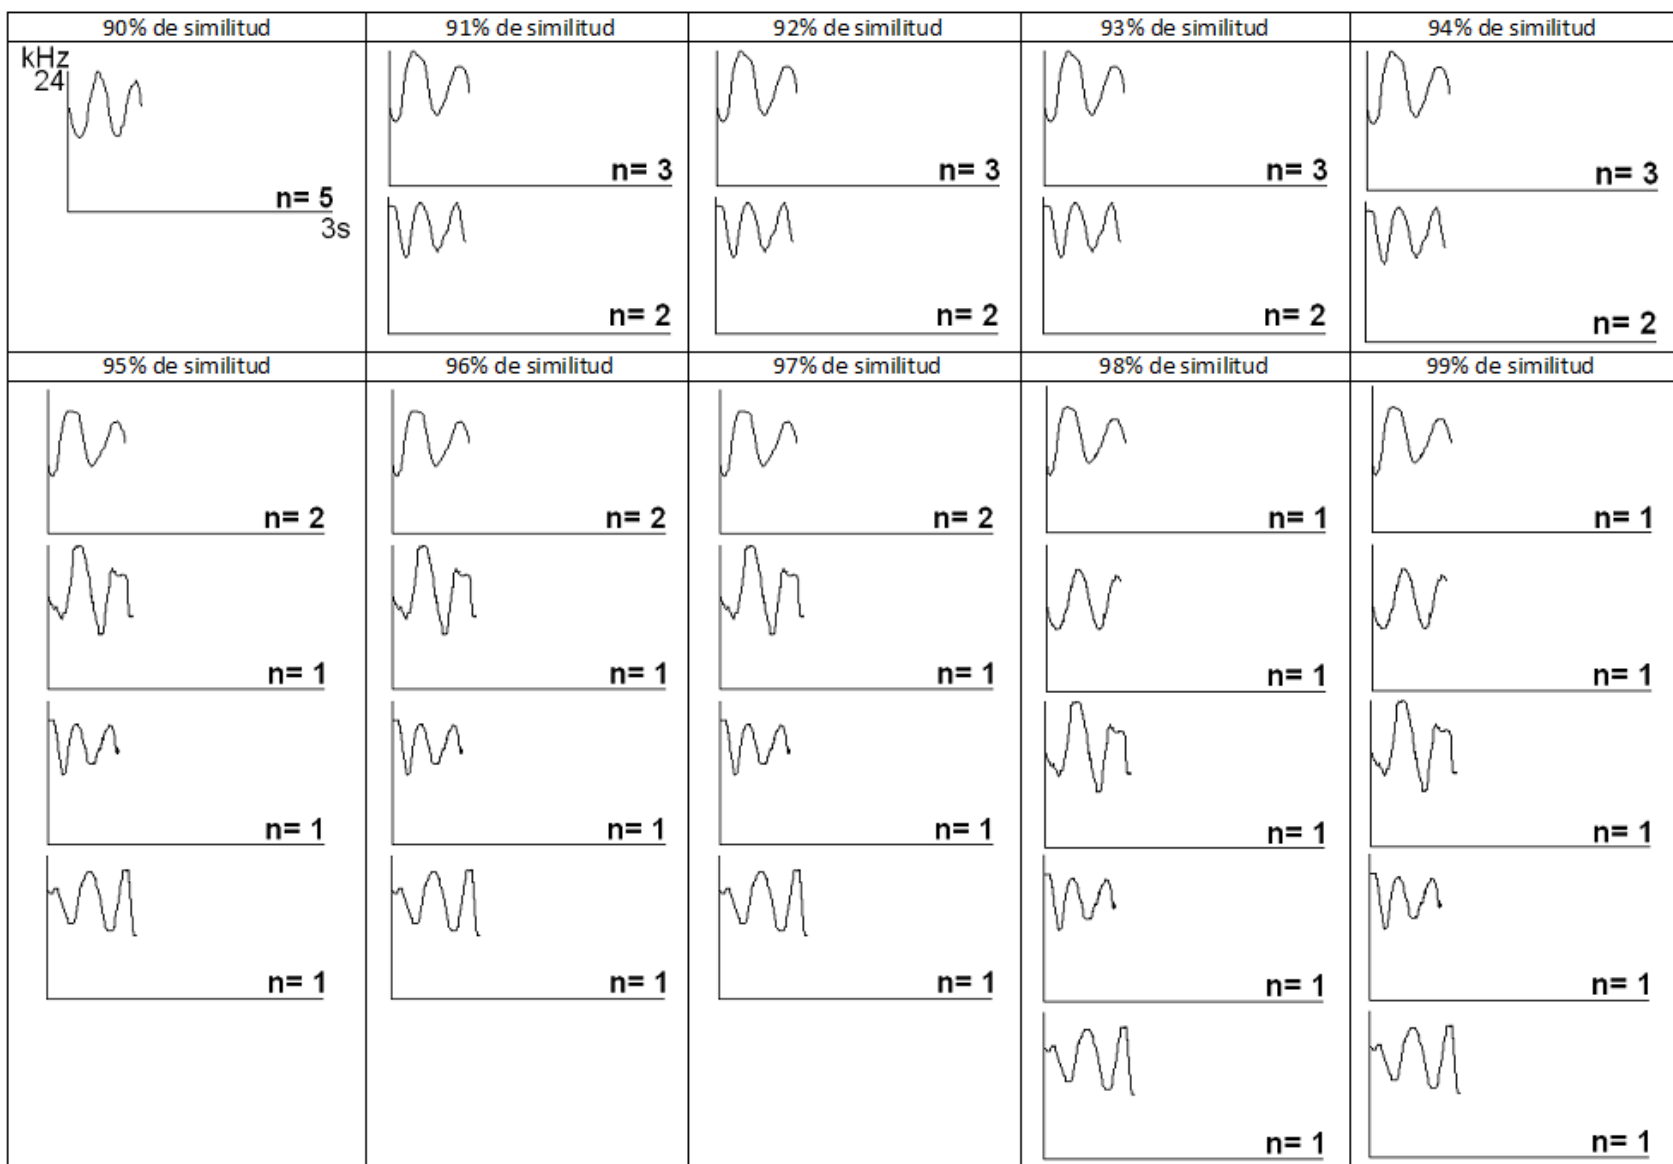 90% de similitud
91% de similitud
92% de similitud
93% de similitud
94% de similitud
kHz
24
n= 5
3s
n= 3
n= 2
n= 3
n= 2
n= 3
n= 2
n= 3
n= 2
95% de similitud
96% de similitud
97% de similitud
98% de similitud
99% de similitud
n= 2
n= 1
n= 1
n= 1
n= 2
n= 1
n= 1
n= 1
n= 2
n= 1
n= 1
n= 1
n= 1
n= 1
n= 1
n= 1
n= 1
n= 1
n= 1
n= 1
n= 1
n= 1